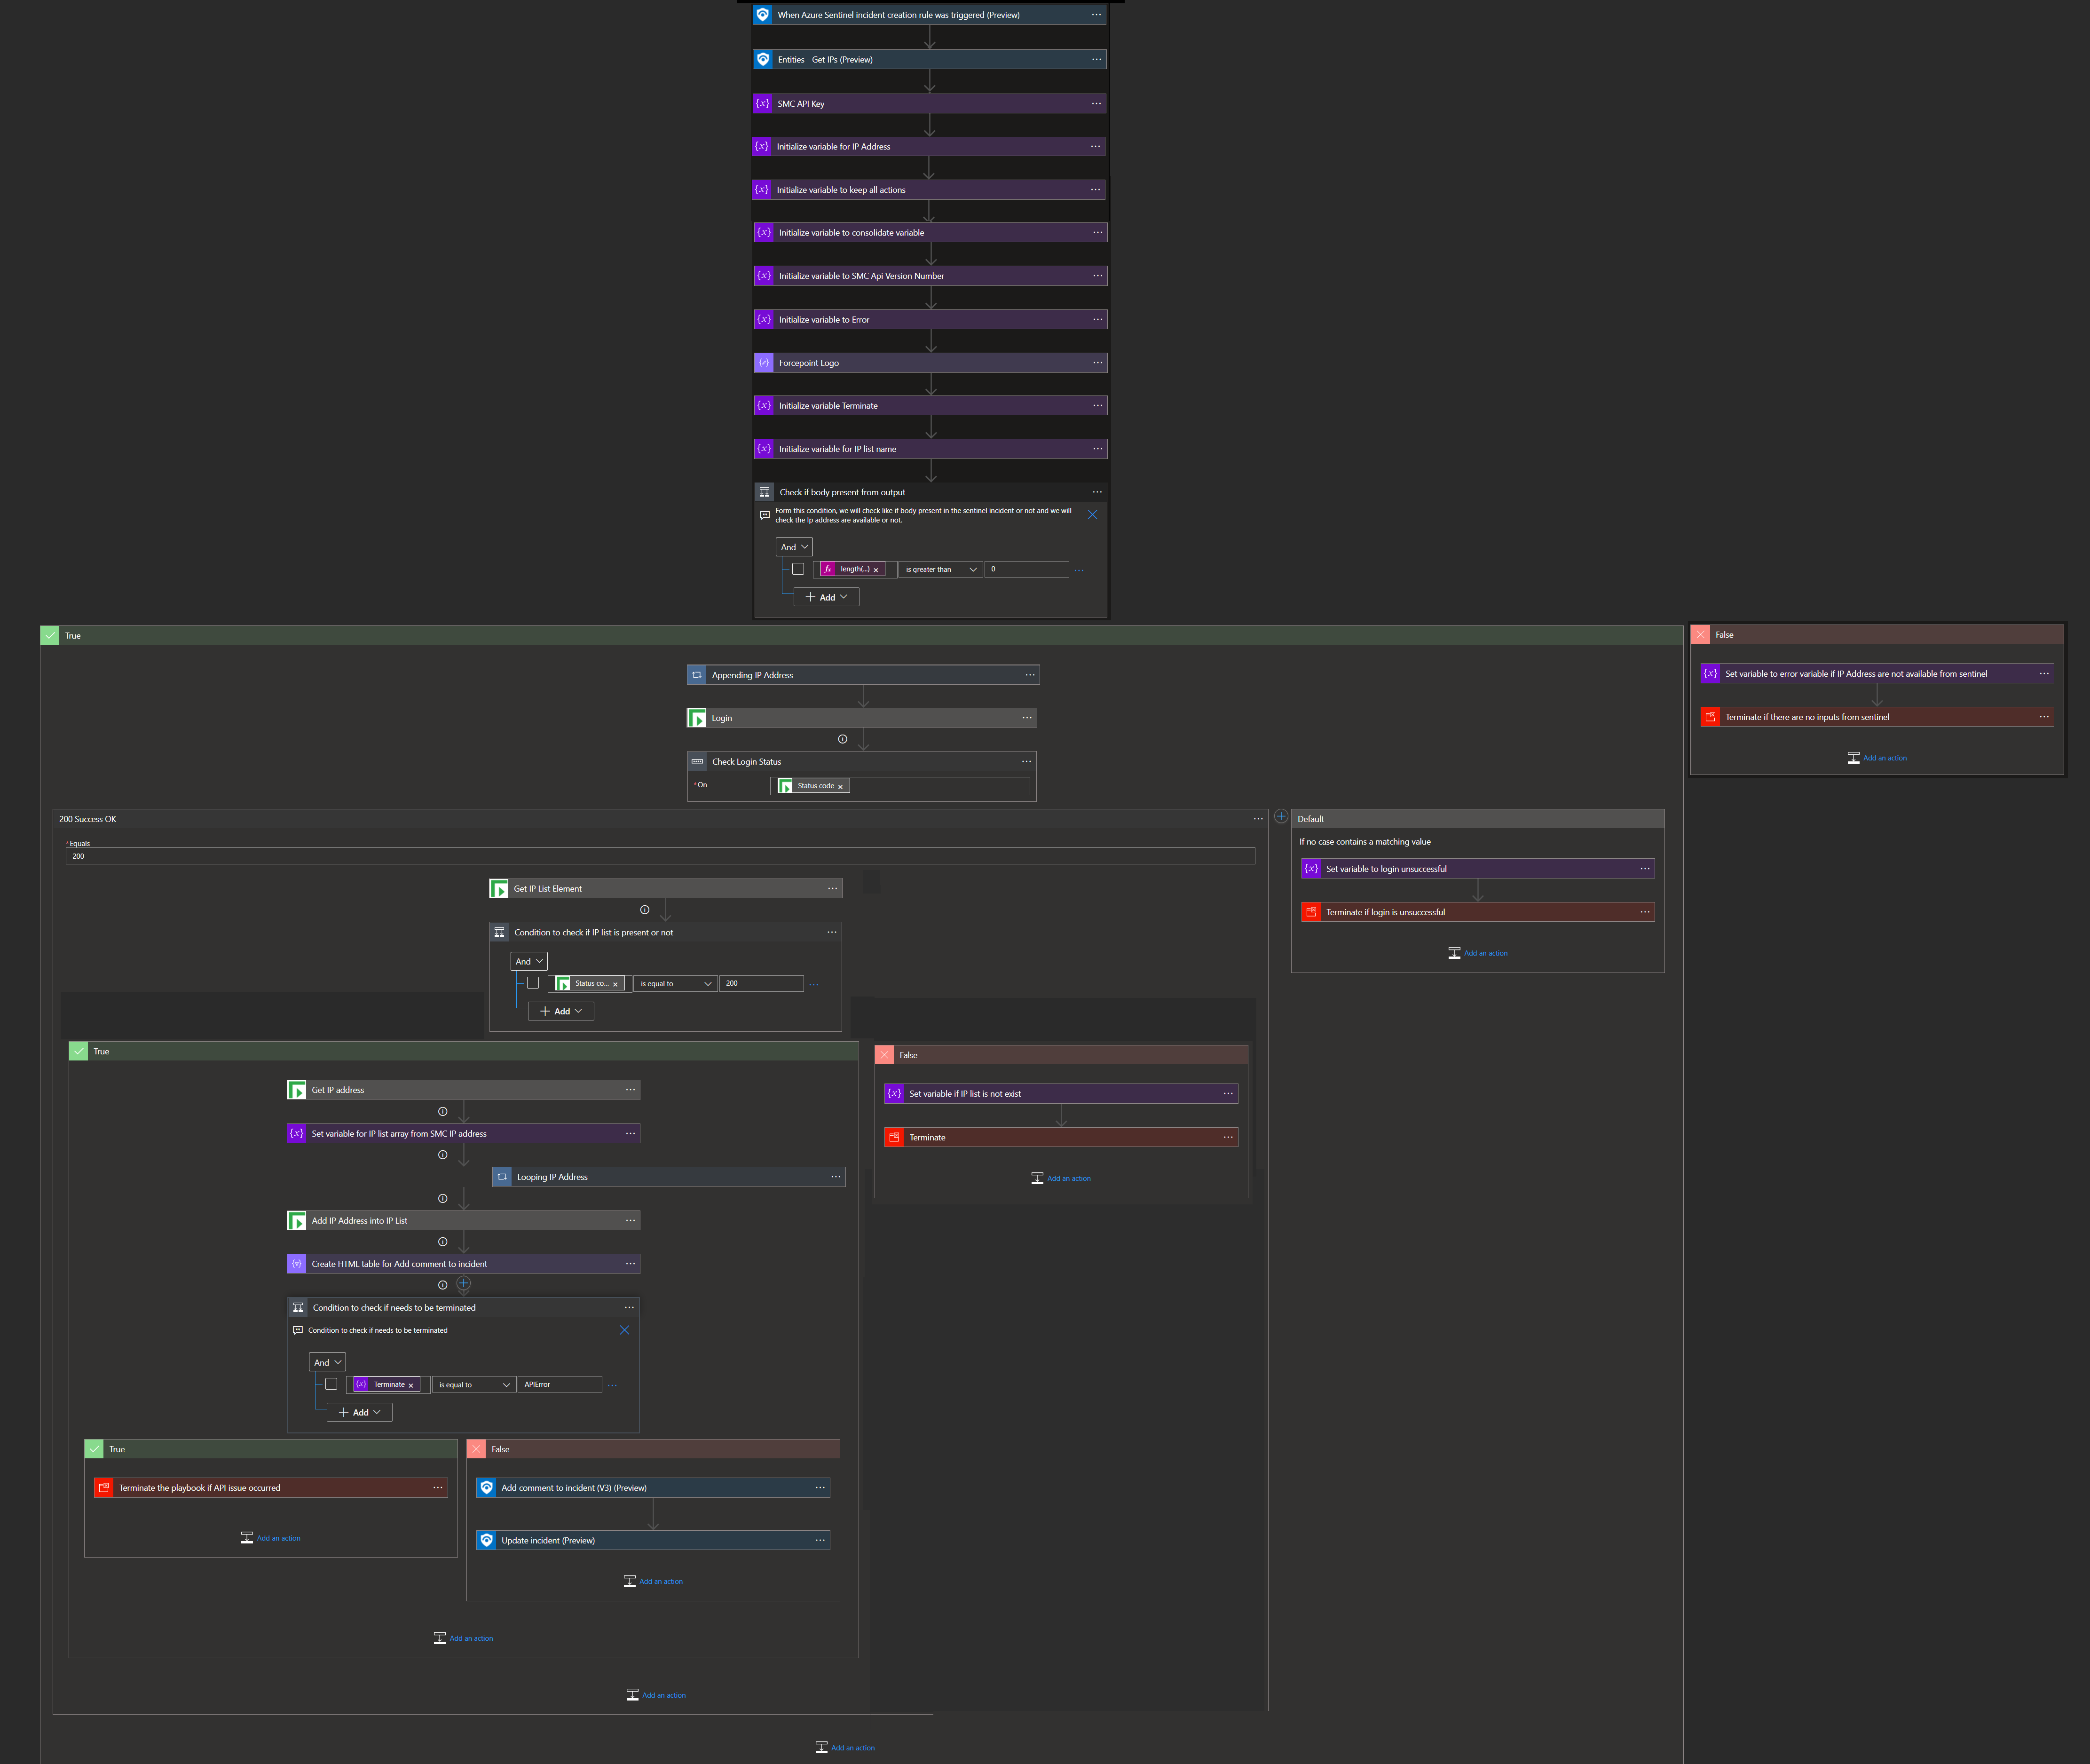 When Azure Sentinel incident creation rule was triggered (Preview)
Entities - Get IPs (Preview)
SMC API Key
Initialize variable for IP Address
Initialize variable to keep all actions
Initialize variable to consolidate variable
Initialize variable to SMC Api Version Number
Initialize variable to Error
Forcepoint Logo
Initialize variable Terminate
Initialize variable for IP list name
Check if body present from output
Form this condition, we will check like if body present in the sentinel incident or not and we will
check the Ip address are available or not.
And
length(...) is greater than 0
Add
True
Appending IP Address
Login
Check Login Status
* On Status code
200 Success OK
* Equals
200
Get IP List Element
Condition to check if IP list is present or not
And
Status co... is equal to 200
Add
True
Get IP address
Set variable for IP list array from SMC IP address
Looping IP Address
Add IP Address into IP List
Create HTML table for Add comment to incident
Condition to check if needs to be terminated
Condition to check if needs to be terminated
And
Terminate is equal to APIError
Add
True
Terminate the playbook if API issue occurred
Add an action
False
Add comment to incident (V3) (Preview)
Update incident (Preview)
Add an action
Add an action
False
Set variable if IP list is not exist
Terminate
Add an action
Add an action
Default
If no case contains a matching value
Set variable to login unsuccessful
Terminate if login is unsuccessful
Add an action
Add an action
False
Set variable to error variable if IP Address are not available from sentinel
Terminate if there are no inputs from sentinel
Add an action